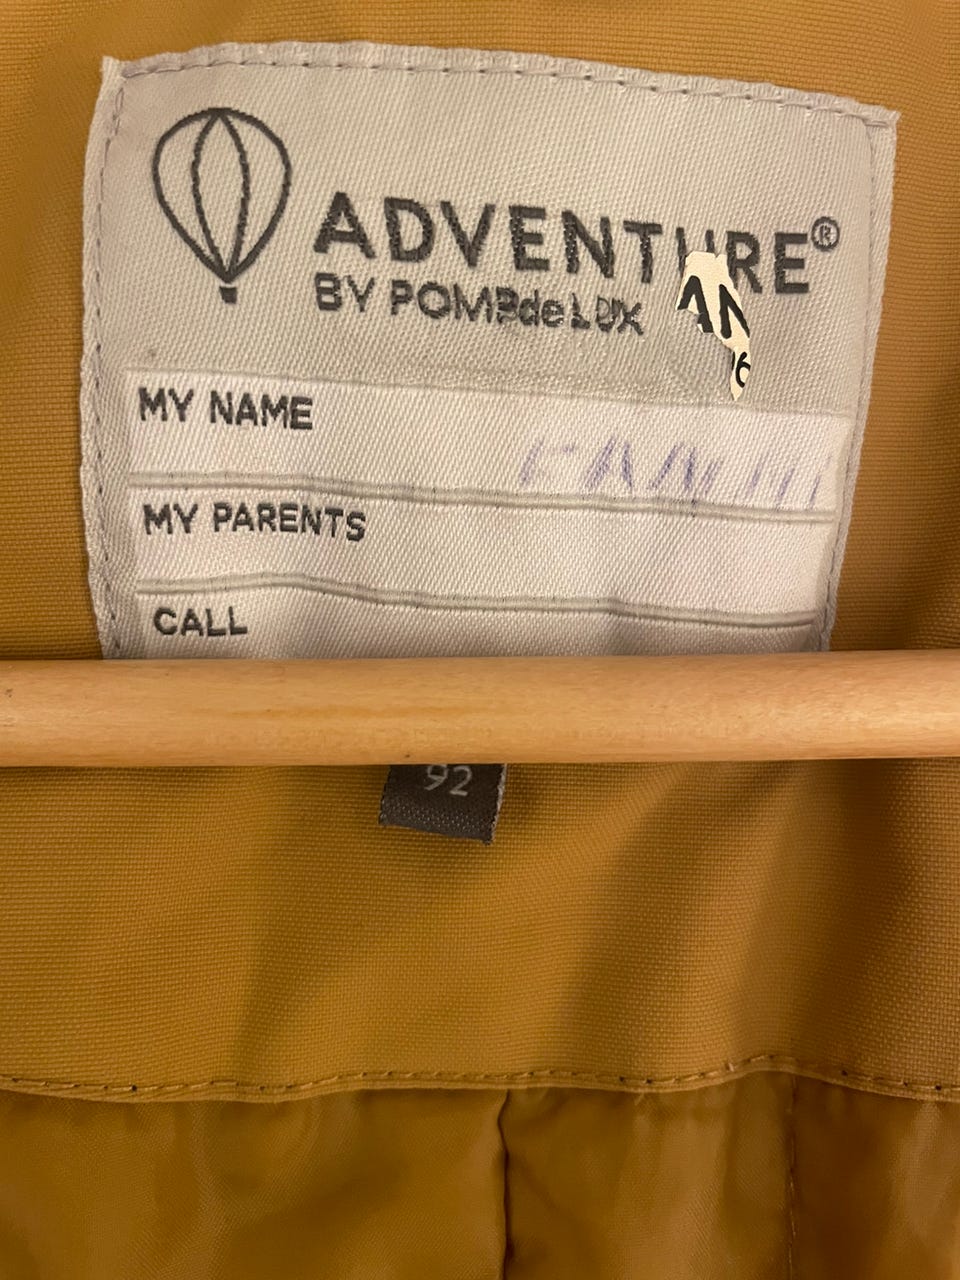 ADVENTURE®
BY POMPdeLUX
MY NAME
MY PARENTS
CALL
92